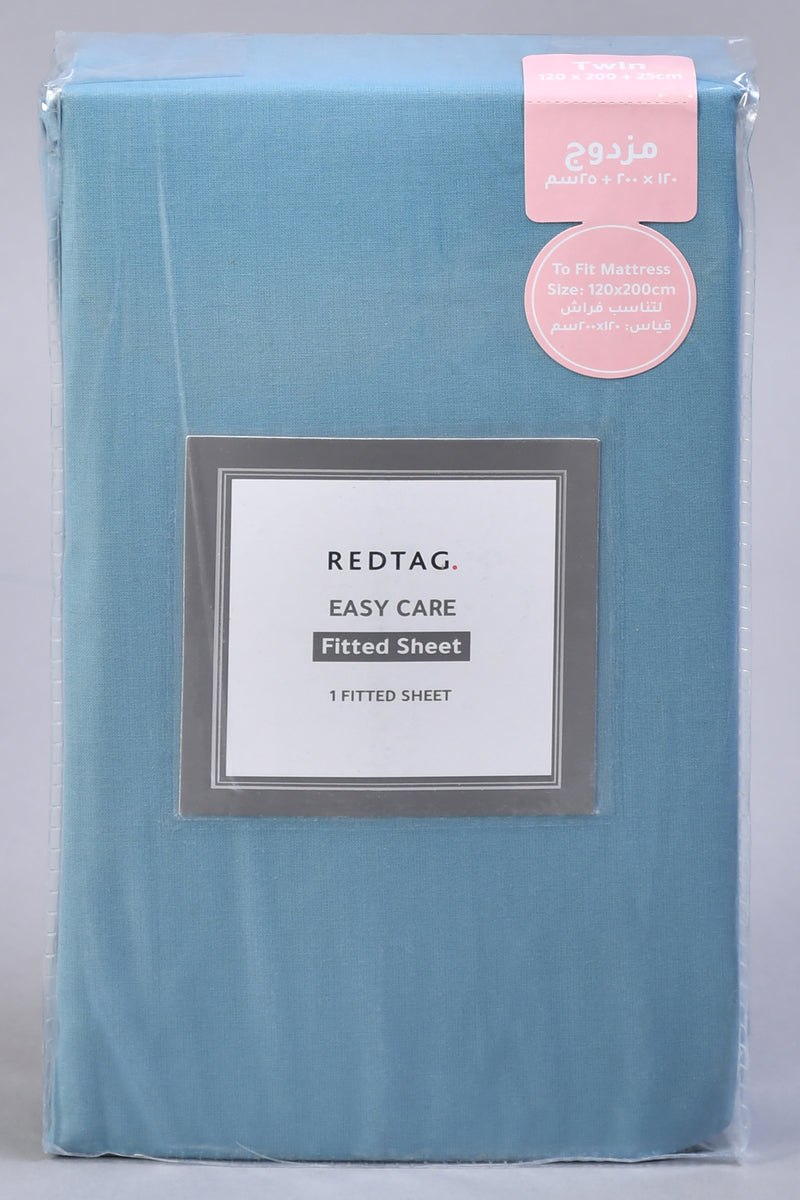 Twin
120 x 200 + 25cm
مزدوج
١٢٠ x ٢٠٠ + ٢٥سم
To Fit Mattress
Size: 120x200cm
لتناسب فراش
قياس: ١٢٠x٢٠٠سم
REDTAG.
EASY CARE
Fitted Sheet
1 FITTED SHEET